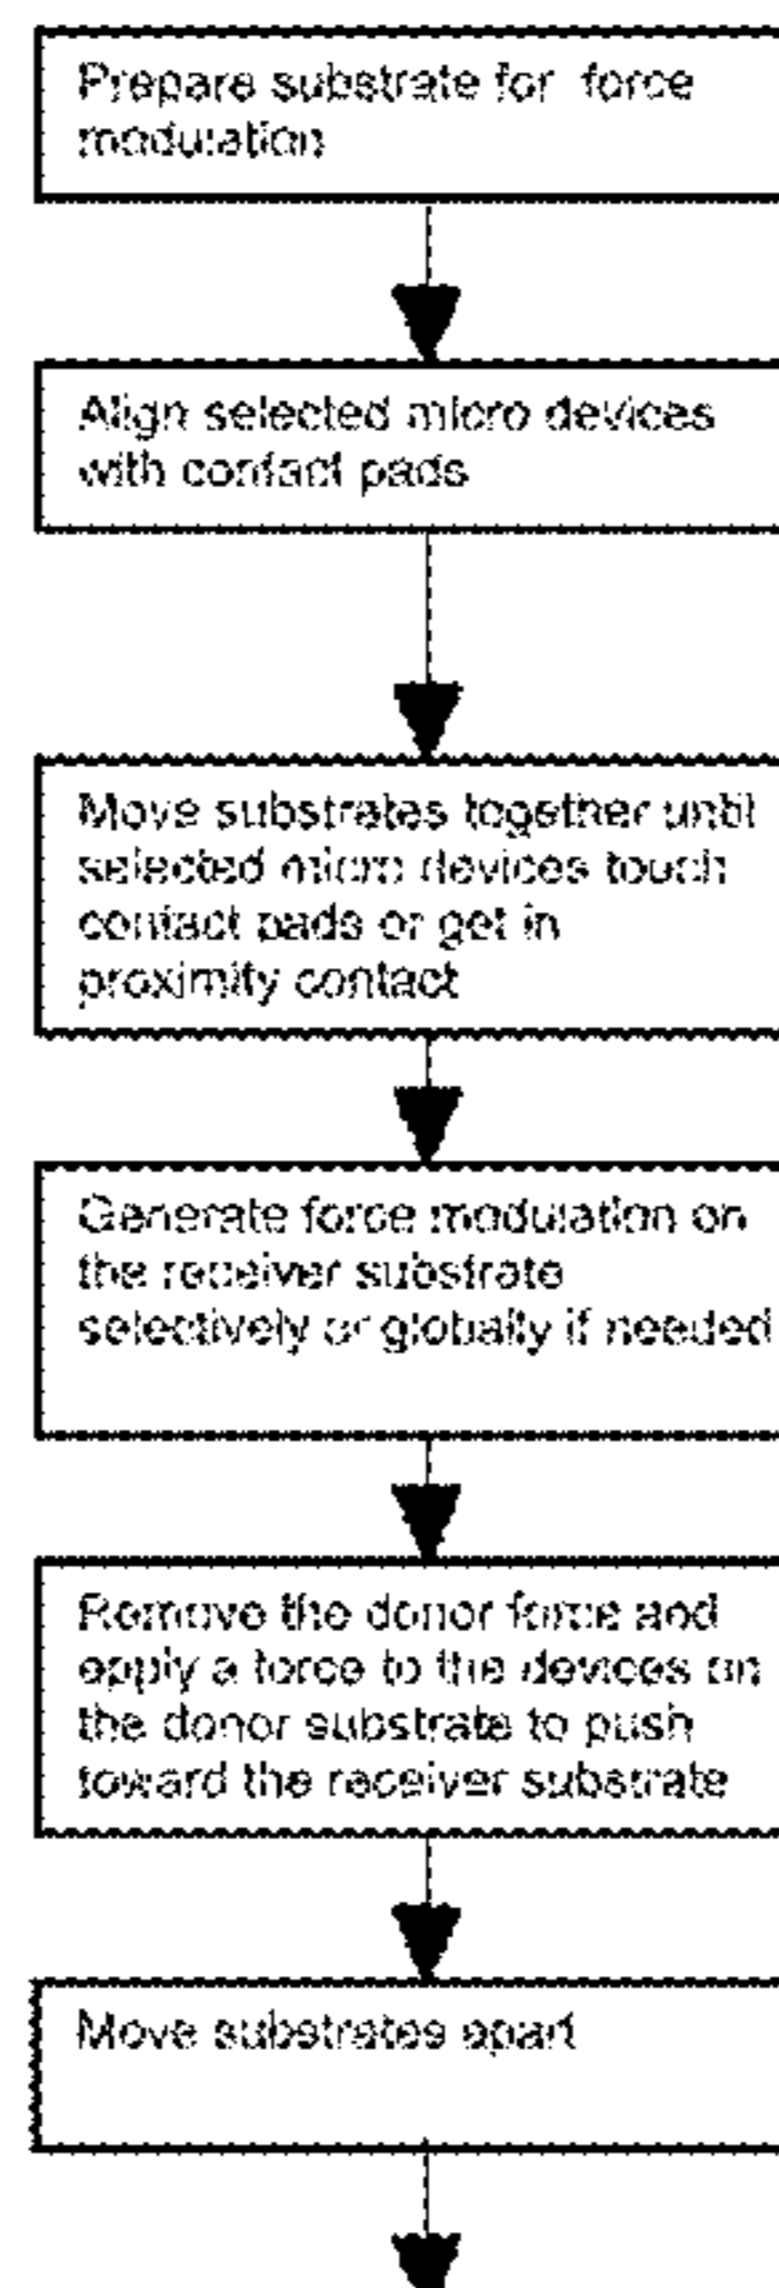 Prepare substrate for force
modulation
Align selected micro devices
with contact pads
Move substrates together until
selected micro devices touch
contact pads or get in
proximity contact
Generate force modulation on
the receiver substrate
selectively or globally if needed
Remove the donor force and
apply a force to the devices on
the donor substrate to push
toward the receiver substrate
Move substrates apart